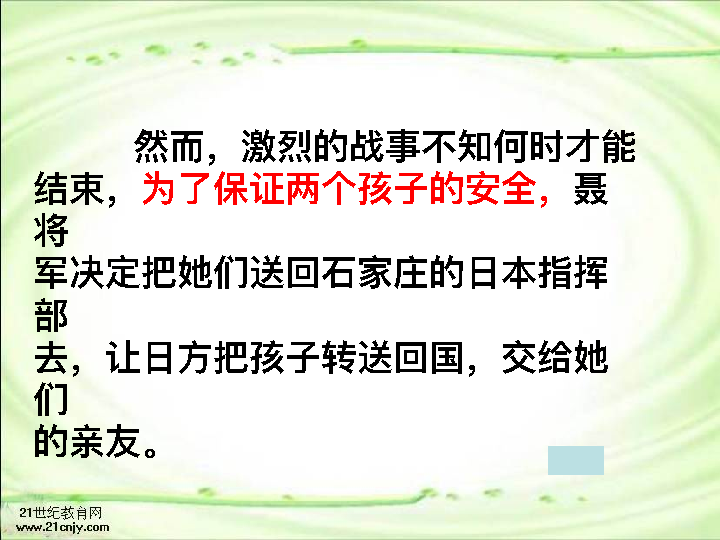 然而，激烈的战事不知何时才能
结束，为了保证两个孩子的安全，聂
将
军决定把她们送回石家庄的日本指挥
部
去，让日方把孩子转送回国，交给她
们
的亲友。
21世纪教育网
www.21cnjy.com